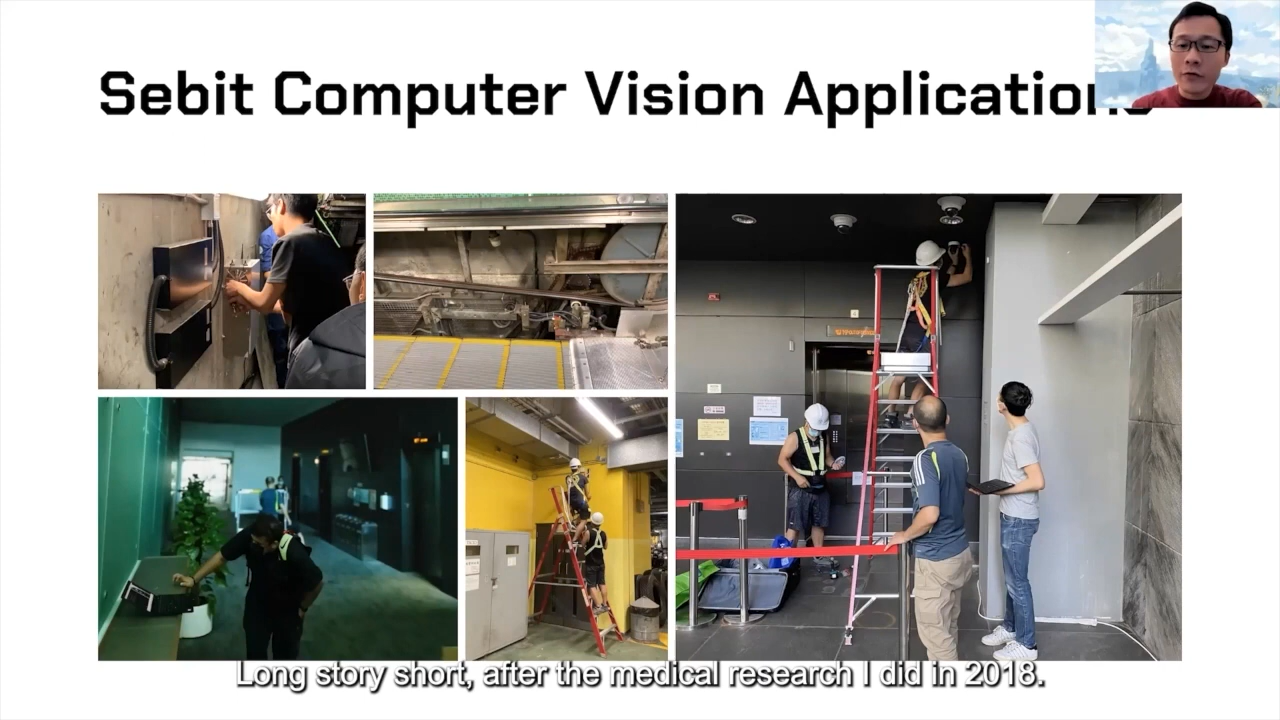 Sebit Computer Vision Applications
Long story short, after the medical research I did in 2018.